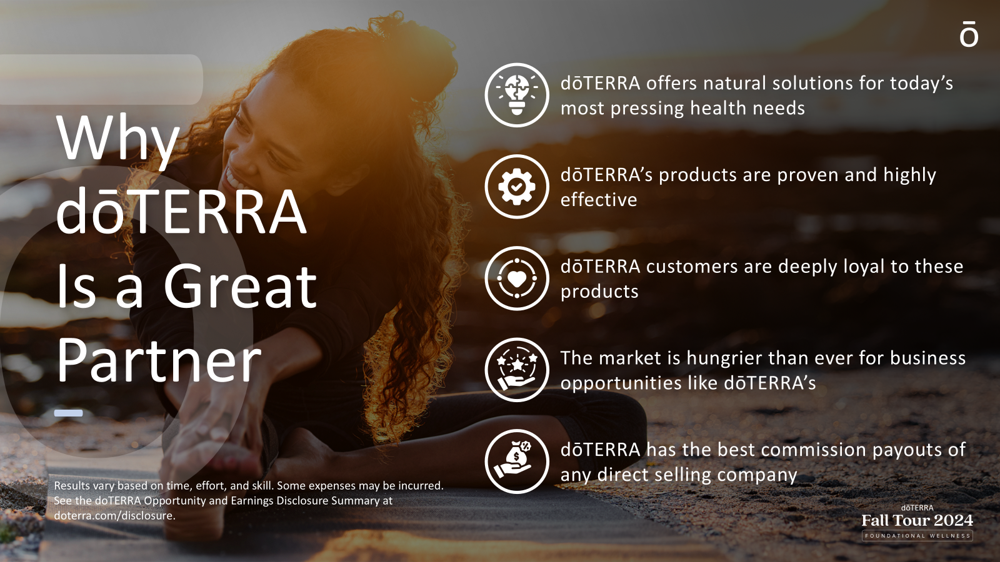 ō
Why
dōTERRA
Is a Great
Partner
Results vary based on time, effort, and skill. Some expenses may be incurred.
See the doTERRA Opportunity and Earnings Disclosure Summary at
doterra.com/disclosure.
dōTERRA offers natural solutions for today’s
most pressing health needs
dōTERRA’s products are proven and highly
effective
dōTERRA customers are deeply loyal to these
products
The market is hungrier than ever for business
opportunities like dōTERRA’s
dōTERRA has the best commission payouts of
any direct selling company
dōTERRA
Fall Tour 2024
FOUNDATIONAL WELLNESS